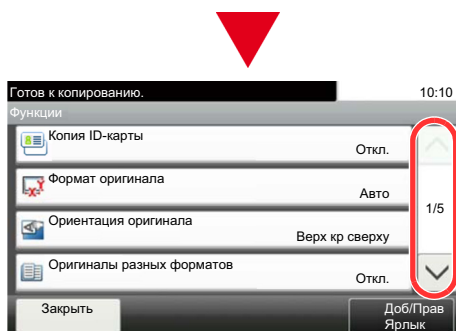 Готов к копированию. 10:10
Функции
Копия ID-карты
Откл.
Формат оригинала
Авто
1/5
Ориентация оригинала
Верх кр сверху
Оригиналы разных форматов
Откл.
Закрыть
Доб/Прав
Ярлык